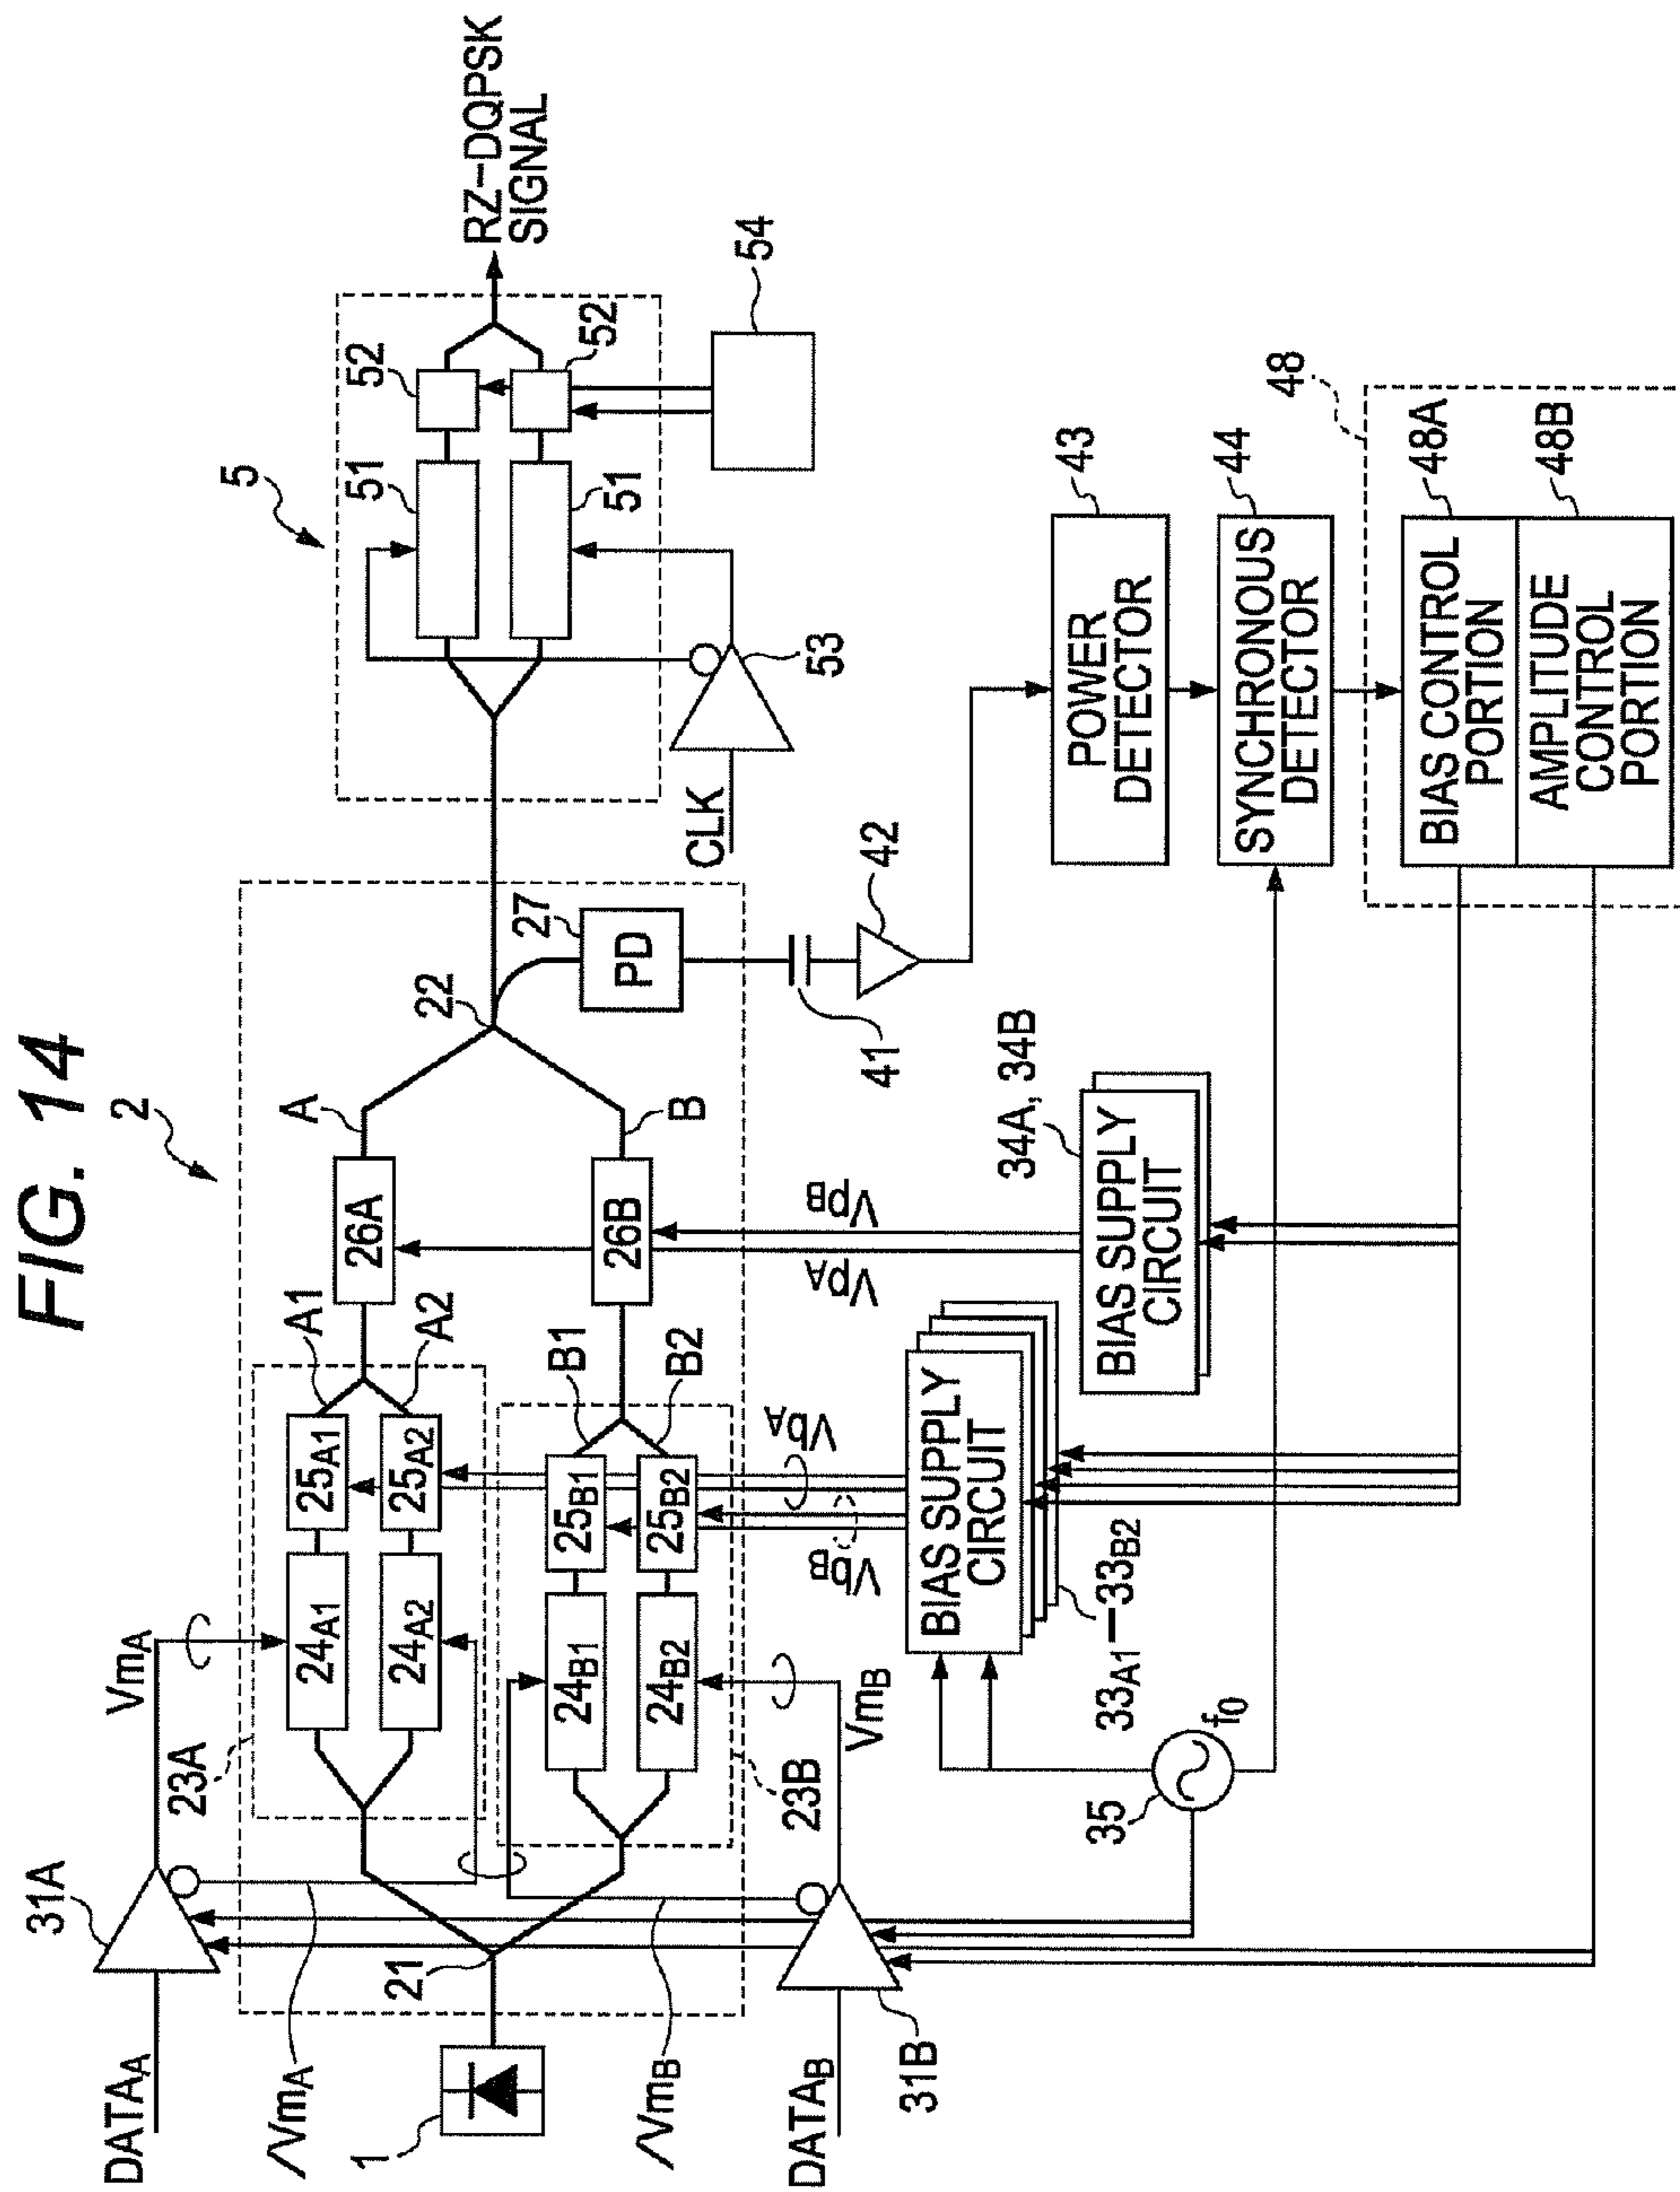 FIG. 14
2
5
DATAA
31A
VmA
/VmA
23A
24A1
25A1
A1
24A2
25A2
A2
26A
A
1
21
22
27
PD
51
52
51
52
RZ-DQPSK
SIGNAL
/VmB
23B
24B1
25B1
B1
24B2
25B2
B2
26B
B
DATAB
31B
VmB
VbB
VbA
VpA
VpB
CLK
53
54
41
42
BIAS SUPPLY
CIRCUIT
33A1–33B2
BIAS SUPPLY
CIRCUIT
34A, 34B
35
f0
POWER
DETECTOR
43
SYNCHRONOUS
DETECTOR
44
48
BIAS CONTROL
PORTION
48A
AMPLITUDE
CONTROL
PORTION
48B